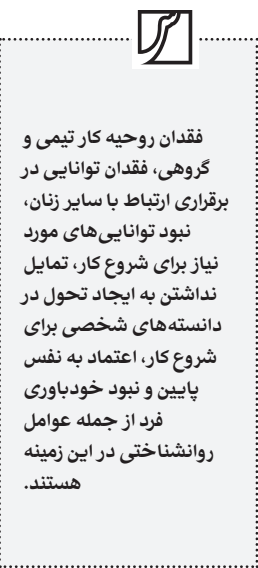 فقدان روحیه کار تیمی و
گروهی، فقدان توانایی در
برقراری ارتباط با سایر زنان،
نبود توانایی‌های مورد
نیاز برای شروع کار، تمایل
نداشتن به ایجاد تحول در
دانسته‌های شخصی برای
شروع کار، اعتماد به نفس
پایین و نبود خودباوری
فرد از جمله عوامل
روانشناختی در این زمینه
هستند.